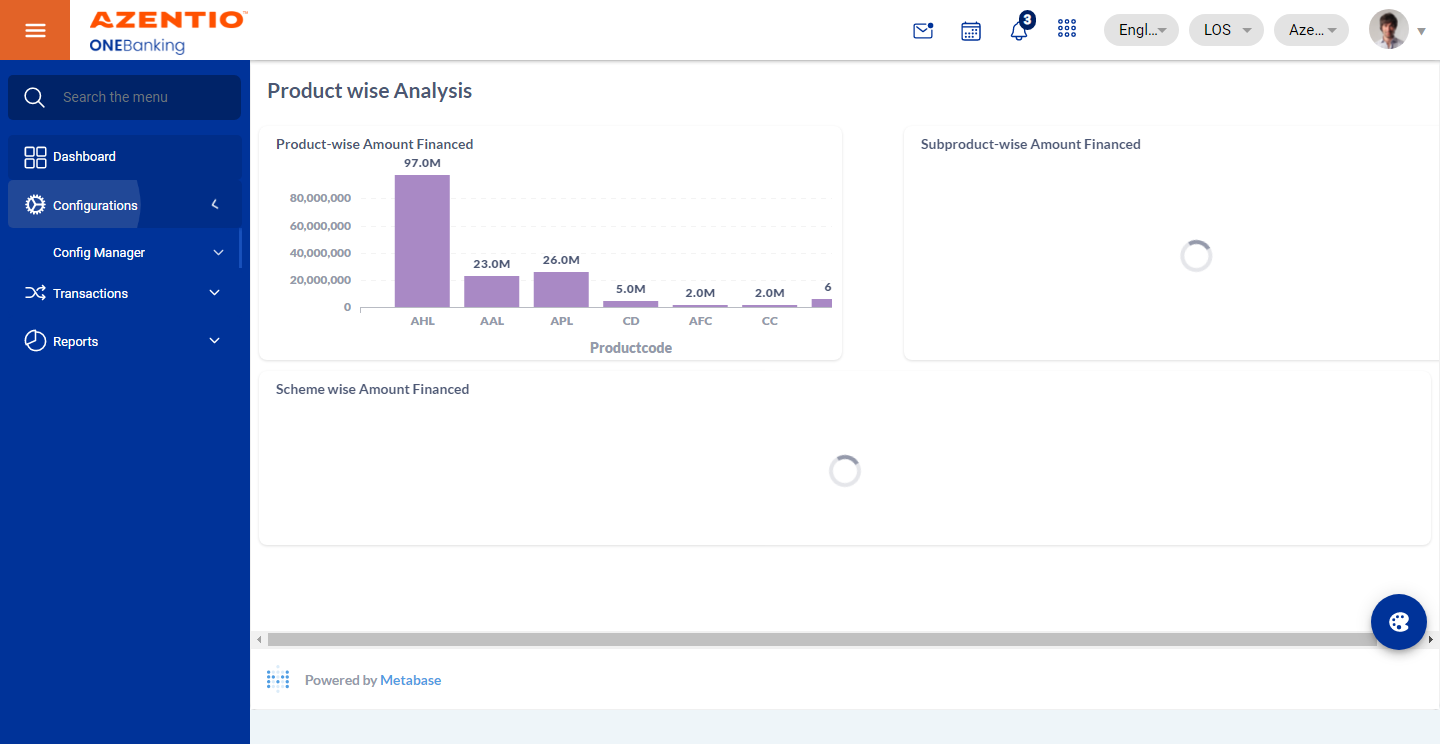 AZENTIO™
ONEBanking
3
Engl...
LOS
Aze...
Search the menu
Dashboard
Configurations
Config Manager
Transactions
Reports
Product wise Analysis
Product-wise Amount Financed
97.0M
80,000,000
60,000,000
40,000,000
20,000,000
0
23.0M
26.0M
5.0M
2.0M
2.0M
6
AHL
AAL
APL
CD
AFC
CC
Productcode
Subproduct-wise Amount Financed
Scheme wise Amount Financed
Powered by Metabase